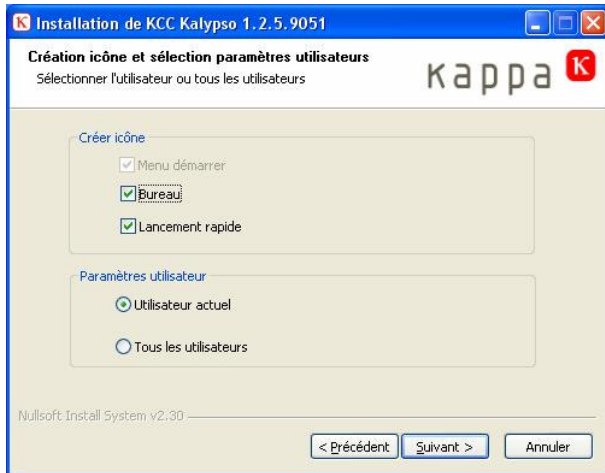 Installation de KCC Kalypso 1.2.5.9051
Création icône et sélection paramètres utilisateurs
Sélectionner l'utilisateur ou tous les utilisateurs
kappa K
Créer icône
Menu démarrer
Bureau
Lancement rapide
Paramètres utilisateur
Utilisateur actuel
Tous les utilisateurs
Nullsoft Install System v2.30
< Précédent Suivant > Annuler